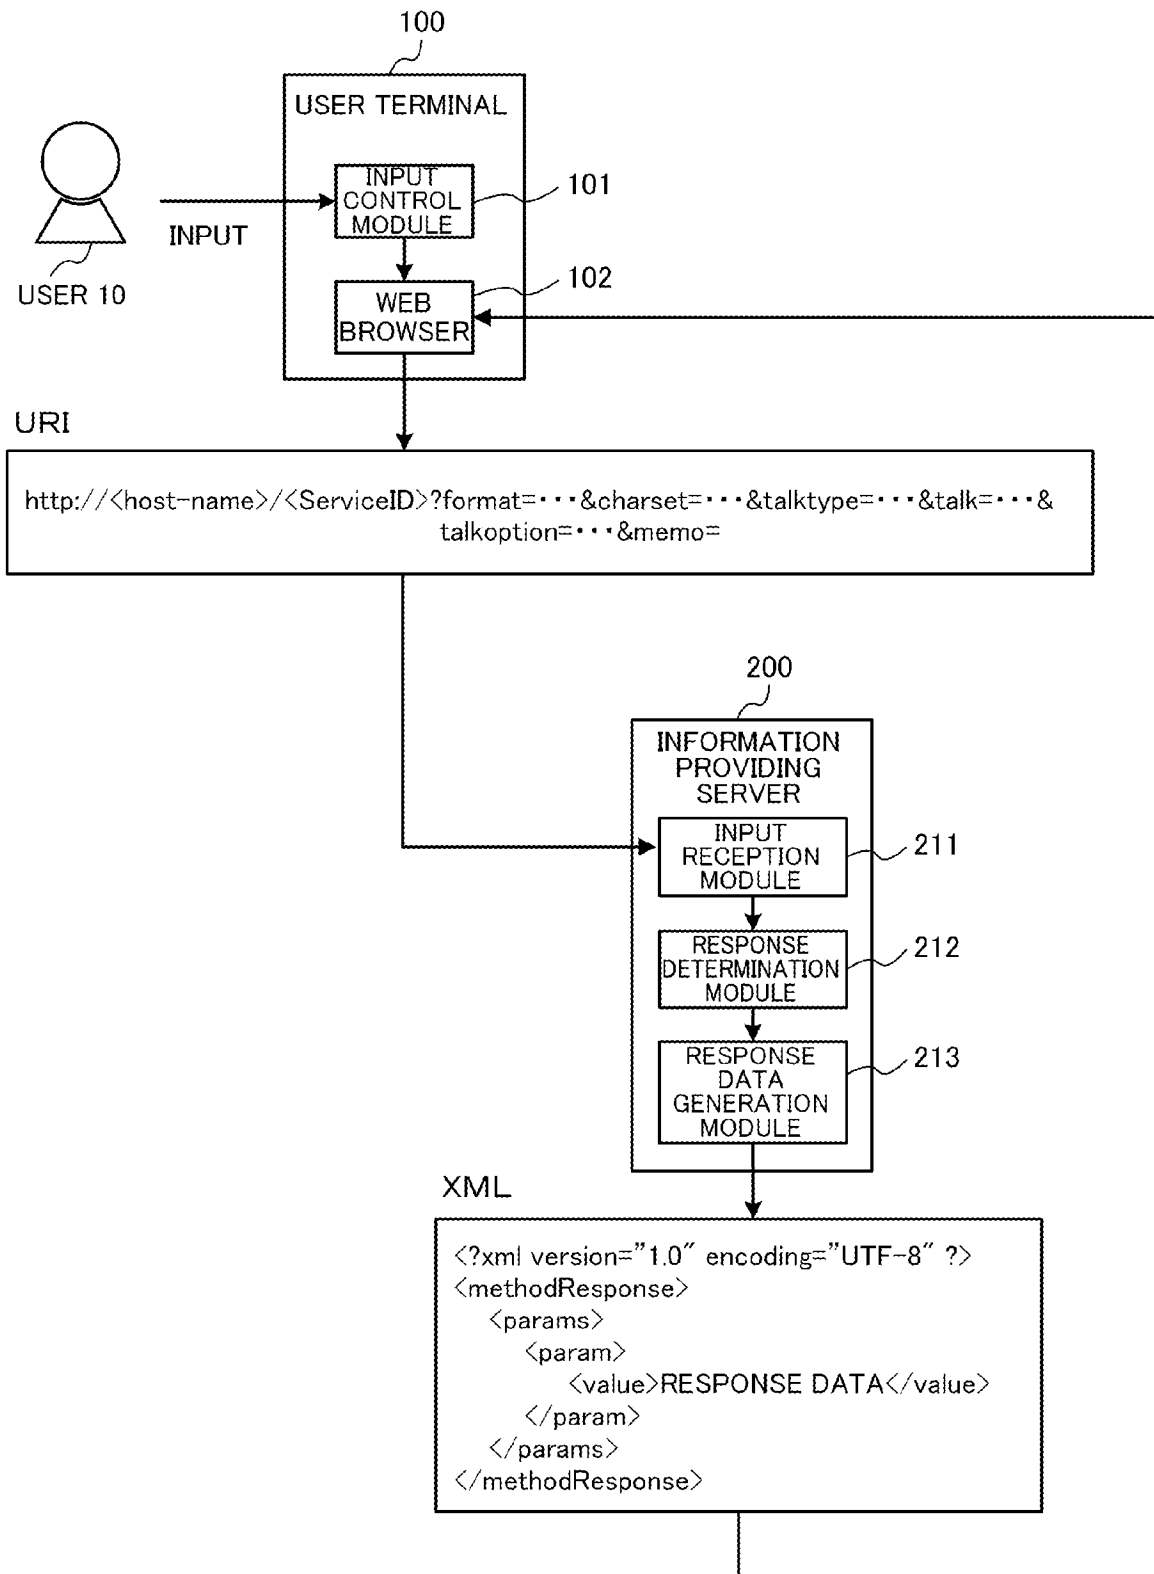 100
USER TERMINAL
INPUT
CONTROL
MODULE
101
INPUT
USER 10
WEB
BROWSER
102
URI
http://<host-name>/<ServiceID>?format=･･･&charset=･･･&talktype=･･･&talk=･･･&
talkoption=･･･&memo=
200
INFORMATION
PROVIDING
SERVER
INPUT
RECEPTION
MODULE
211
RESPONSE
DETERMINATION
MODULE
212
RESPONSE
DATA
GENERATION
MODULE
213
XML
<?xml version=”1.0″ encoding=″UTF-8″ ?>
<methodResponse>
<params>
<param>
<value>RESPONSE DATA</value>
</param>
</params>
</methodResponse>